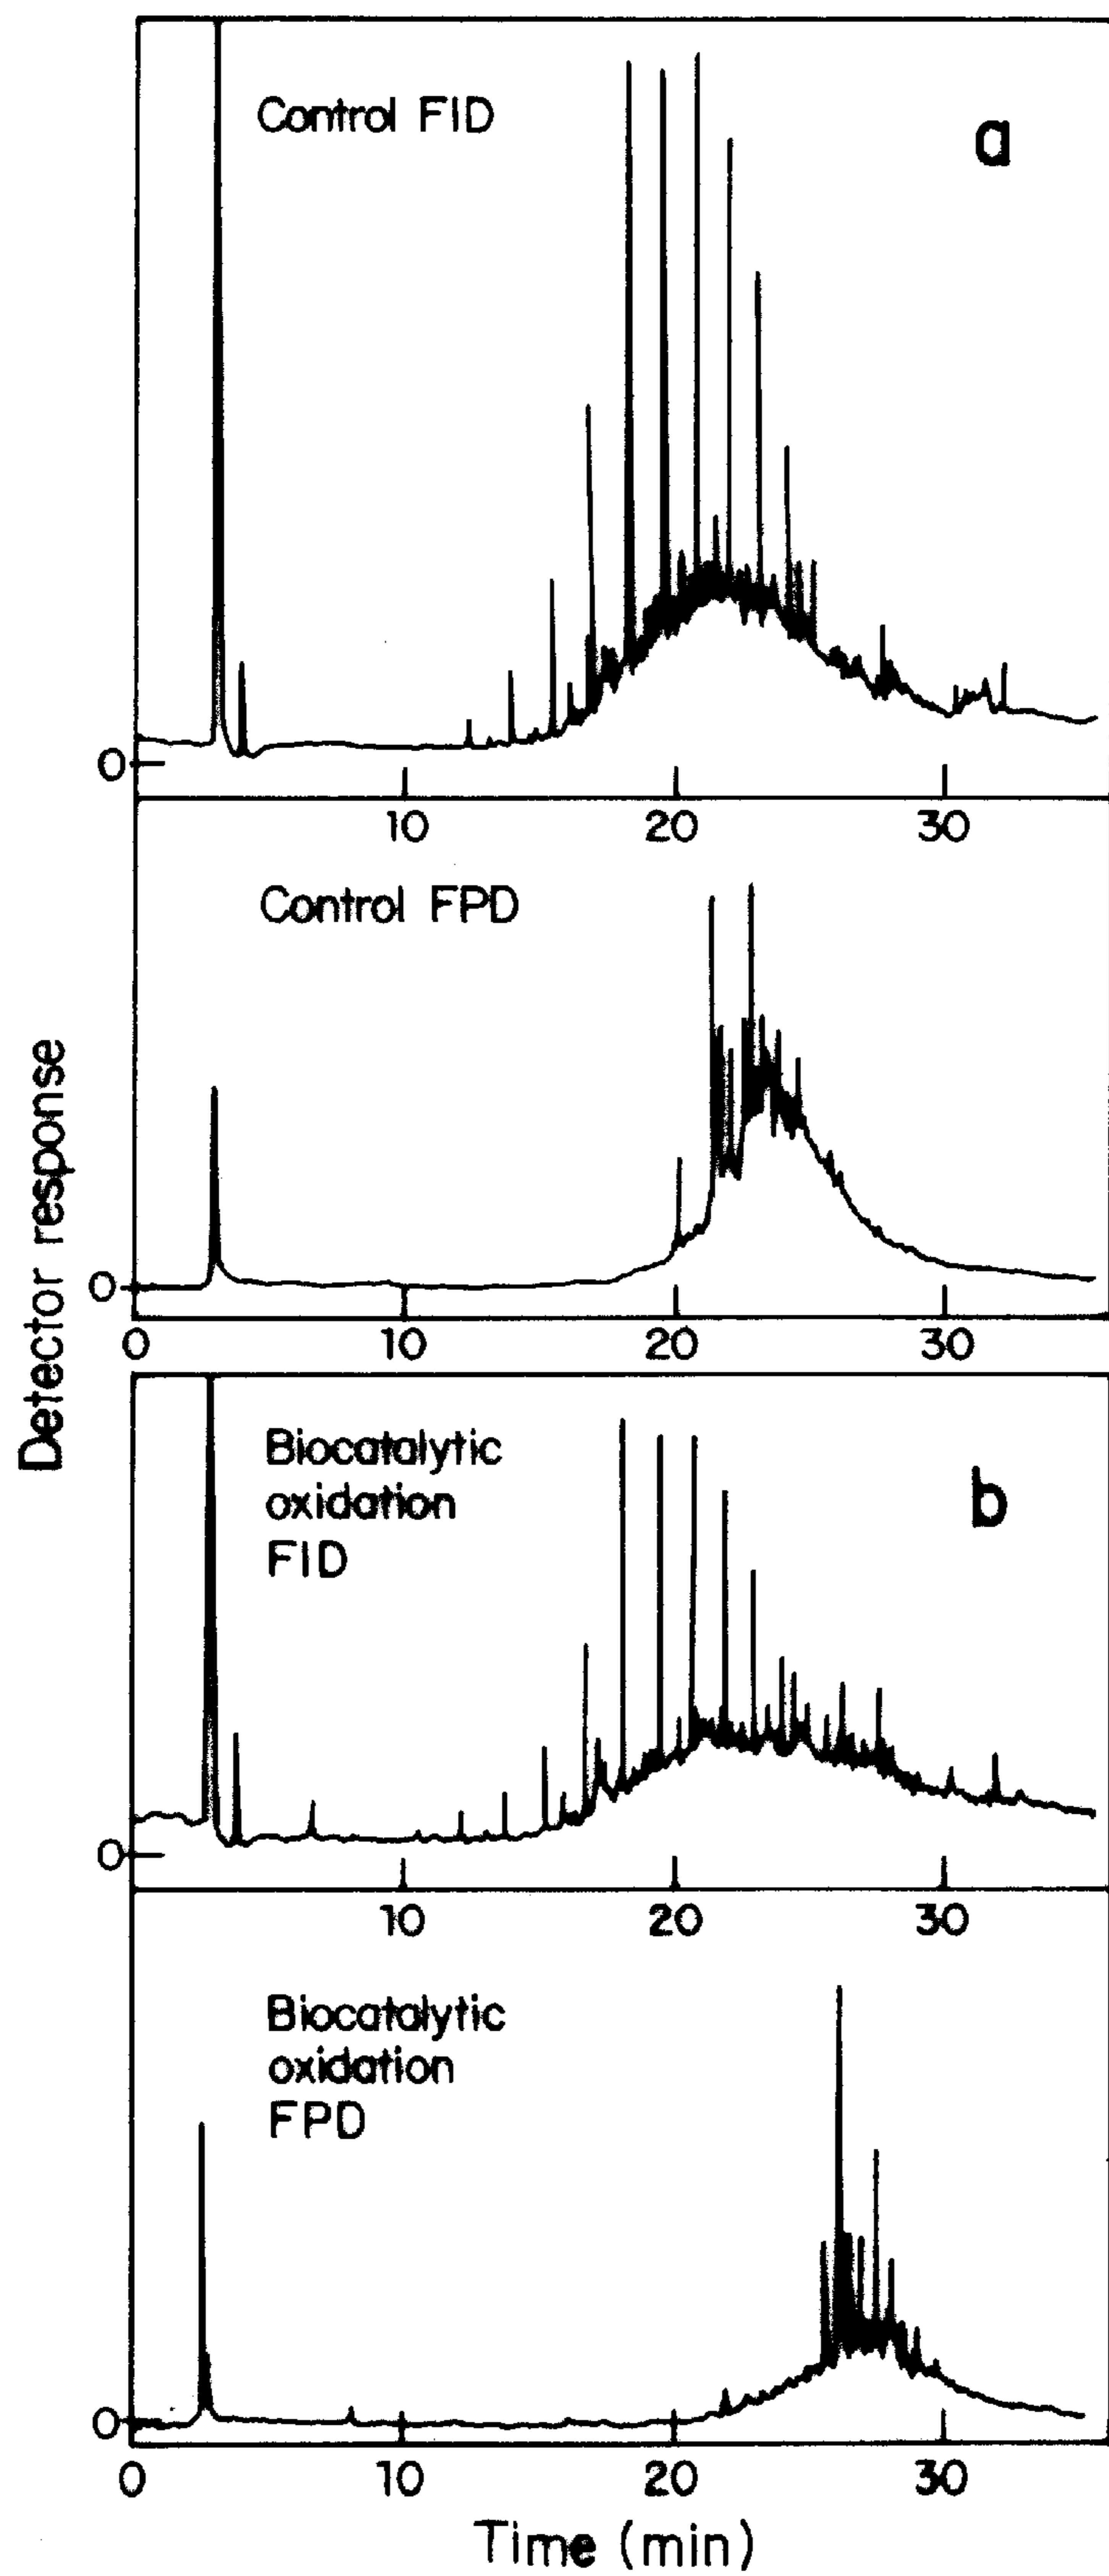 Detector response
Control FID
a
0
10 20 30
Control FPD
0
0 10 20 30
Biocatalytic
oxidation
FID
b
0
10 20 30
Biocatalytic
oxidation
FPD
0
0 10 20 30
Time (min)